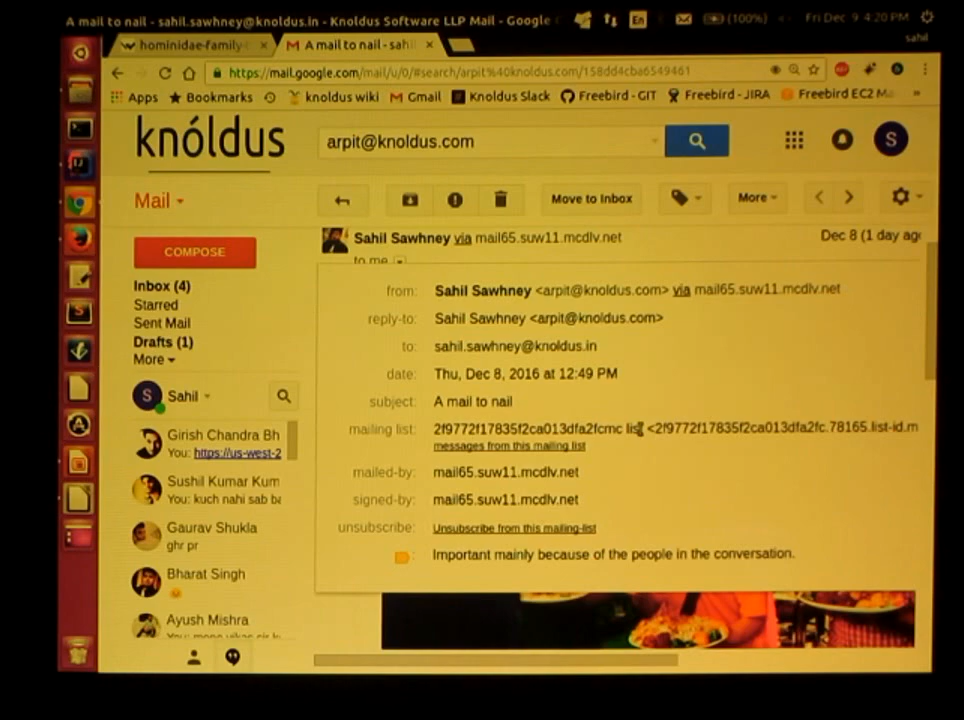 A mail to nail - sahil.sawhney@knoldus.in - Knoldus Software LLP Mail - Google
En (100%) Fri Dec 9 4:20 PM
sahil
hominidae-family- × A mail to nail - sahil ×
https://mail.google.com/mail/u/0/#search/arpit%40knoldus.com/158dd4cba6549461
Apps Bookmarks knoldus wiki Gmail Knoldus Slack Freebird - GIT Freebird - JIRA Freebird EC2 Ma »
knóldus
arpit@knoldus.com
S
Mail
Move to Inbox
More
COMPOSE
Inbox (4)
Starred
Sent Mail
Drafts (1)
More
S Sahil
Girish Chandra Bh
You: https://us-west-2
Sushil Kumar Kum
You: kuch nahi sab ba
Gaurav Shukla
ghr pr
Bharat Singh
Ayush Mishra
Sahil Sawhney via mail65.suw11.mcdlv.net
Dec 8 (1 day ago
to me
from: Sahil Sawhney <arpit@knoldus.com> via mail65.suw11.mcdlv.net
reply-to: Sahil Sawhney <arpit@knoldus.com>
to: sahil.sawhney@knoldus.in
date: Thu, Dec 8, 2016 at 12:49 PM
subject: A mail to nail
mailing list: 2f9772f17835f2ca013dfa2fcmc list <2f9772f17835f2ca013dfa2fc.78165.list-id.m
messages from this mailing list
mailed-by: mail65.suw11.mcdlv.net
signed-by: mail65.suw11.mcdlv.net
unsubscribe: Unsubscribe from this mailing-list
: Important mainly because of the people in the conversation.